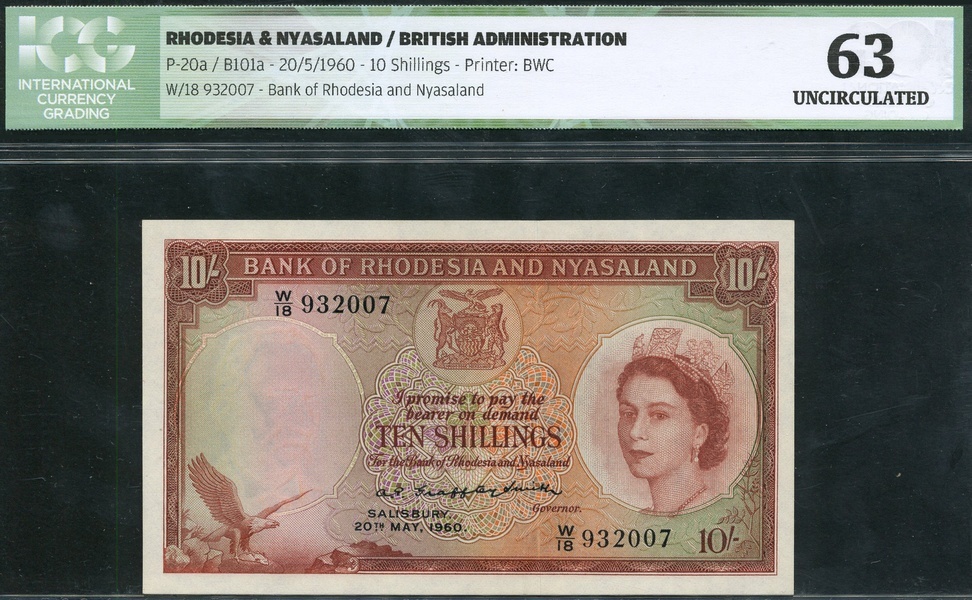 ICG
INTERNATIONAL
CURRENCY
GRADING
RHODESIA & NYASALAND / BRITISH ADMINISTRATION
P-20a / B101a - 20/5/1960 - 10 Shillings - Printer: BWC
W/18 932007 - Bank of Rhodesia and Nyasaland
63
UNCIRCULATED
10/- BANK OF RHODESIA AND NYASALAND 10/-
W/18 932007
I promise to pay the
bearer on demand
TEN SHILLINGS
For the Bank of Rhodesia and Nyasaland
Governor.
SALISBURY,
20TH MAY, 1960.
W/18 932007 10/-